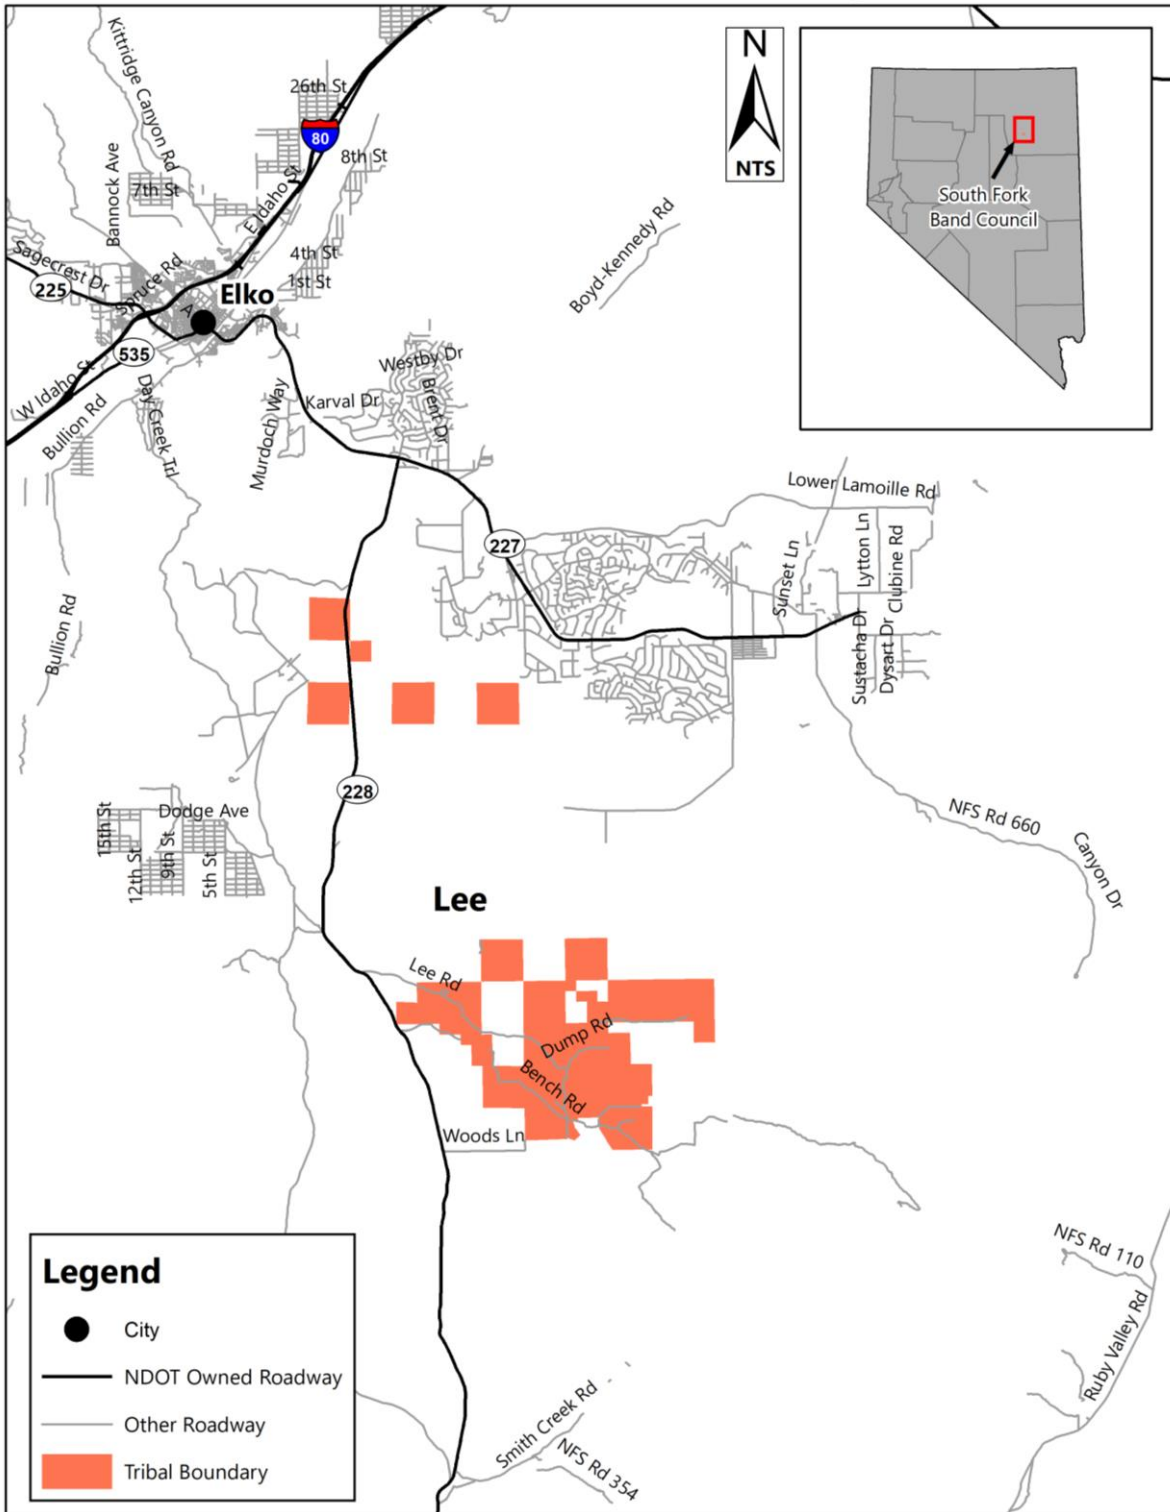 Kittridge Canyon Rd
26th St
80
8th St
Bannock Ave
7th St
E Idaho St
Sagecrest Dr
4th St
Spruce Rd
1st St
225
Elko
A
535
W Idaho St
Day Creek Trl
Bullion Rd
Murdoch Way
Karval Dr
Westby Dr
Brent Dr
Boyd-Kennedy Rd
N
NTS
South Fork
Band Council
Lower Lamoille Rd
227
Sunset Ln
Lytton Ln
Clubine Rd
Sustacha Dr
Dysart Dr
Bullion Rd
228
Dodge Ave
15th St
12th St
9th St
5th St
NFS Rd 660
Canyon Dr
Lee
Lee Rd
Dump Rd
Bench Rd
Woods Ln
NFS Rd 110
Ruby Valley Rd
Smith Creek Rd
NFS Rd 354
Legend
City
NDOT Owned Roadway
Other Roadway
Tribal Boundary